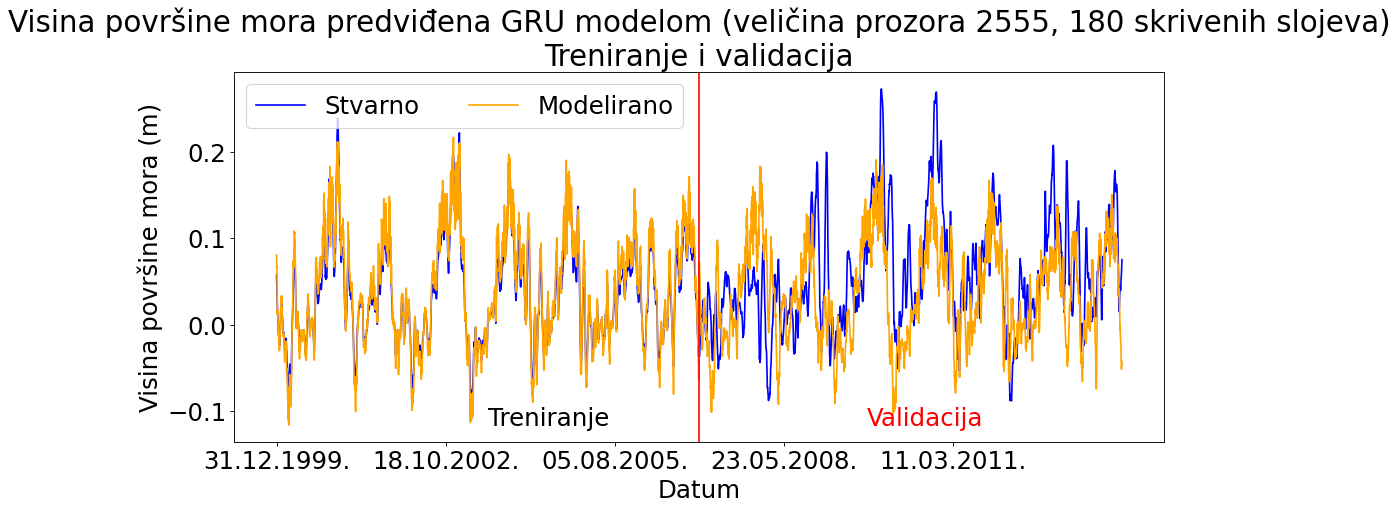 Visina površine mora predviđena GRU modelom (veličina prozora 2555, 180 skrivenih slojeva)
Treniranje i validacija
Stvarno Modelirano
Visina površine mora (m)
0.2
0.1
0.0
−0.1
Treniranje Validacija
31.12.1999. 18.10.2002. 05.08.2005. 23.05.2008. 11.03.2011.
Datum